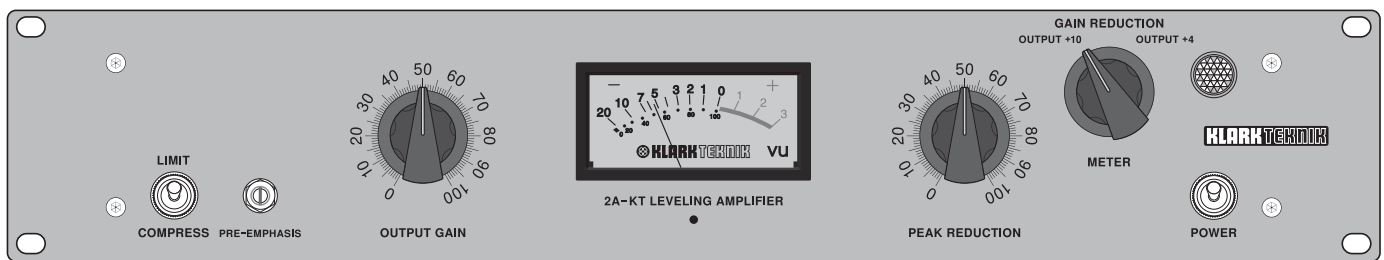 LIMIT
COMPRESS
PRE-EMPHASIS
0 10 20 30 40 50 60 70 80 90 100
OUTPUT GAIN
− +
20 10 7 5 3 2 1 0 1 2 3
0 20 40 60 80 100
KLARK TEKNIK VU
2A-KT LEVELING AMPLIFIER
0 10 20 30 40 50 60 70 80 90 100
PEAK REDUCTION
GAIN REDUCTION
OUTPUT +10 OUTPUT +4
METER
KLARK TEKNIK
POWER